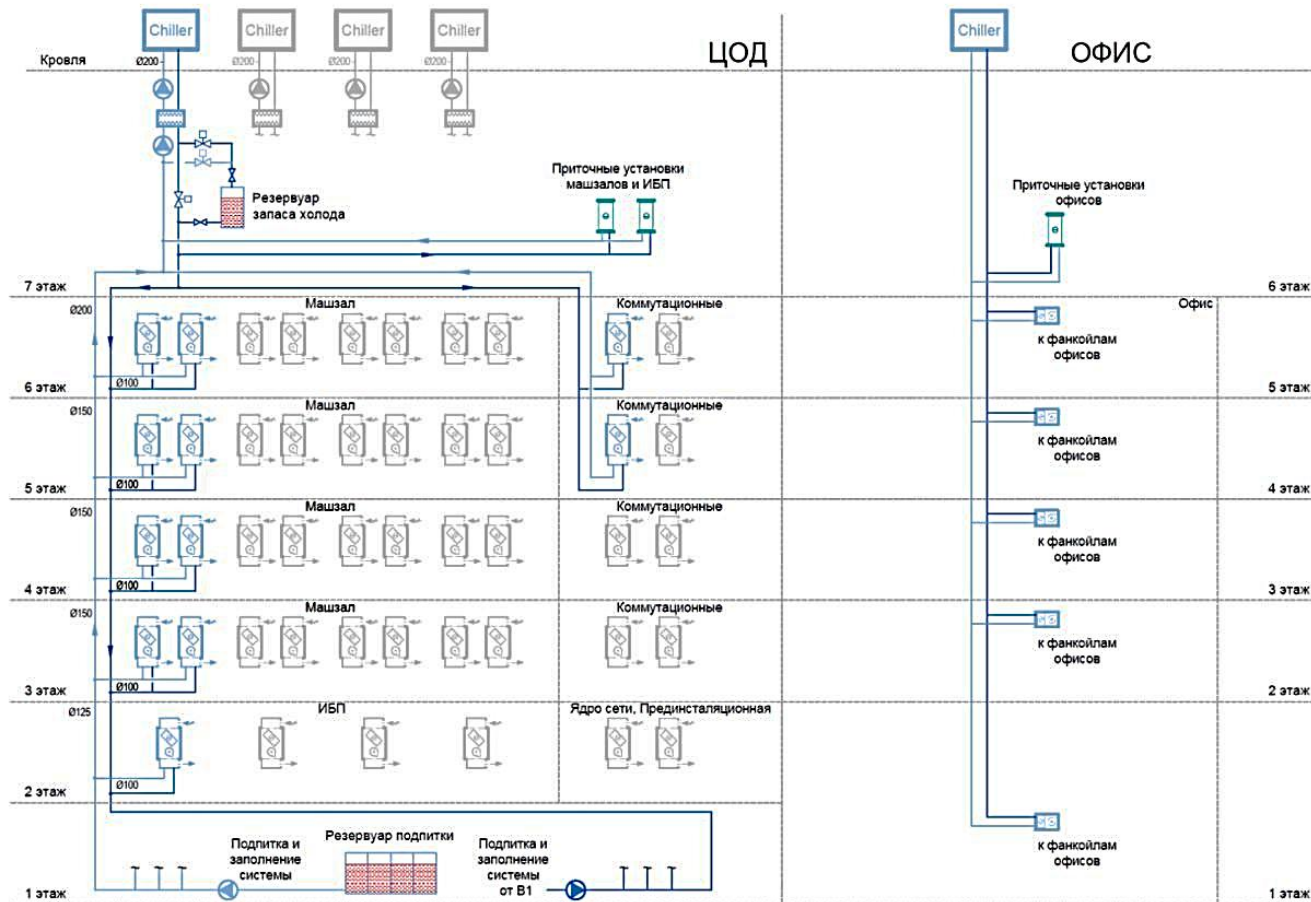 Chiller
Chiller
Chiller
Chiller
Chiller
ЦОД
ОФИС
Кровля
Ø200
Ø200
Ø200
Ø200
Резервуар
запаса холода
Приточные установки
машзалов и ИБП
Приточные установки
офисов
7 этаж
6 этаж
Ø200
Машзал
Коммутационные
Офис
к фанкойлам
офисов
Ø100
6 этаж
5 этаж
Ø150
Машзал
Коммутационные
к фанкойлам
офисов
Ø100
5 этаж
4 этаж
Ø150
Машзал
Коммутационные
к фанкойлам
офисов
Ø100
4 этаж
3 этаж
Ø150
Машзал
Коммутационные
к фанкойлам
офисов
Ø100
3 этаж
2 этаж
Ø125
ИБП
Ядро сети, Прединсталяционная
Ø100
2 этаж
Подпитка и
заполнение
системы
Резервуар подпитки
Подпитка и
заполнение
системы
от В1
к фанкойлам
офисов
1 этаж
1 этаж